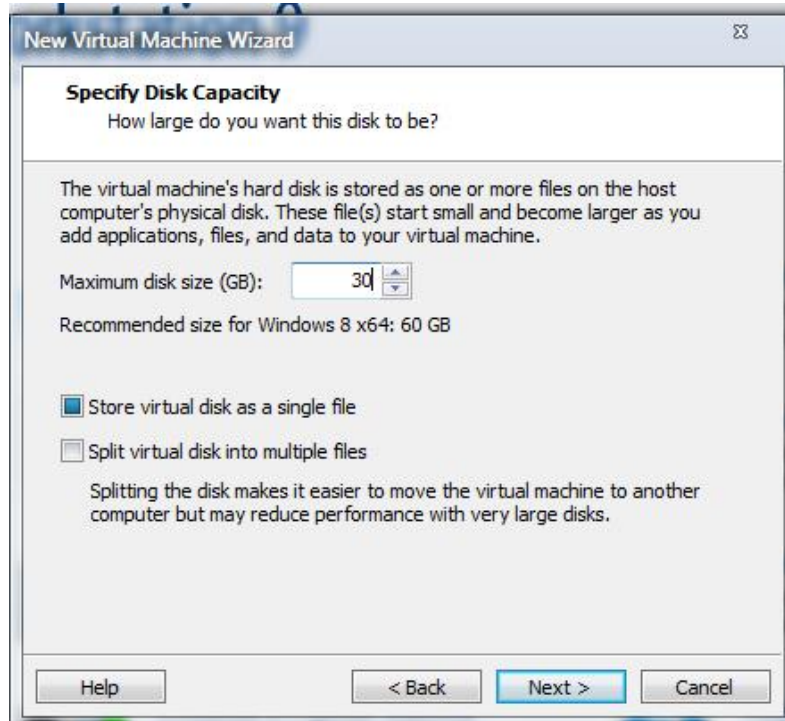 New Virtual Machine Wizard
Specify Disk Capacity
How large do you want this disk to be?
The virtual machine's hard disk is stored as one or more files on the host
computer's physical disk. These file(s) start small and become larger as you
add applications, files, and data to your virtual machine.
Maximum disk size (GB): 30
Recommended size for Windows 8 x64: 60 GB
Store virtual disk as a single file
Split virtual disk into multiple files
Splitting the disk makes it easier to move the virtual machine to another
computer but may reduce performance with very large disks.
Help < Back Next > Cancel